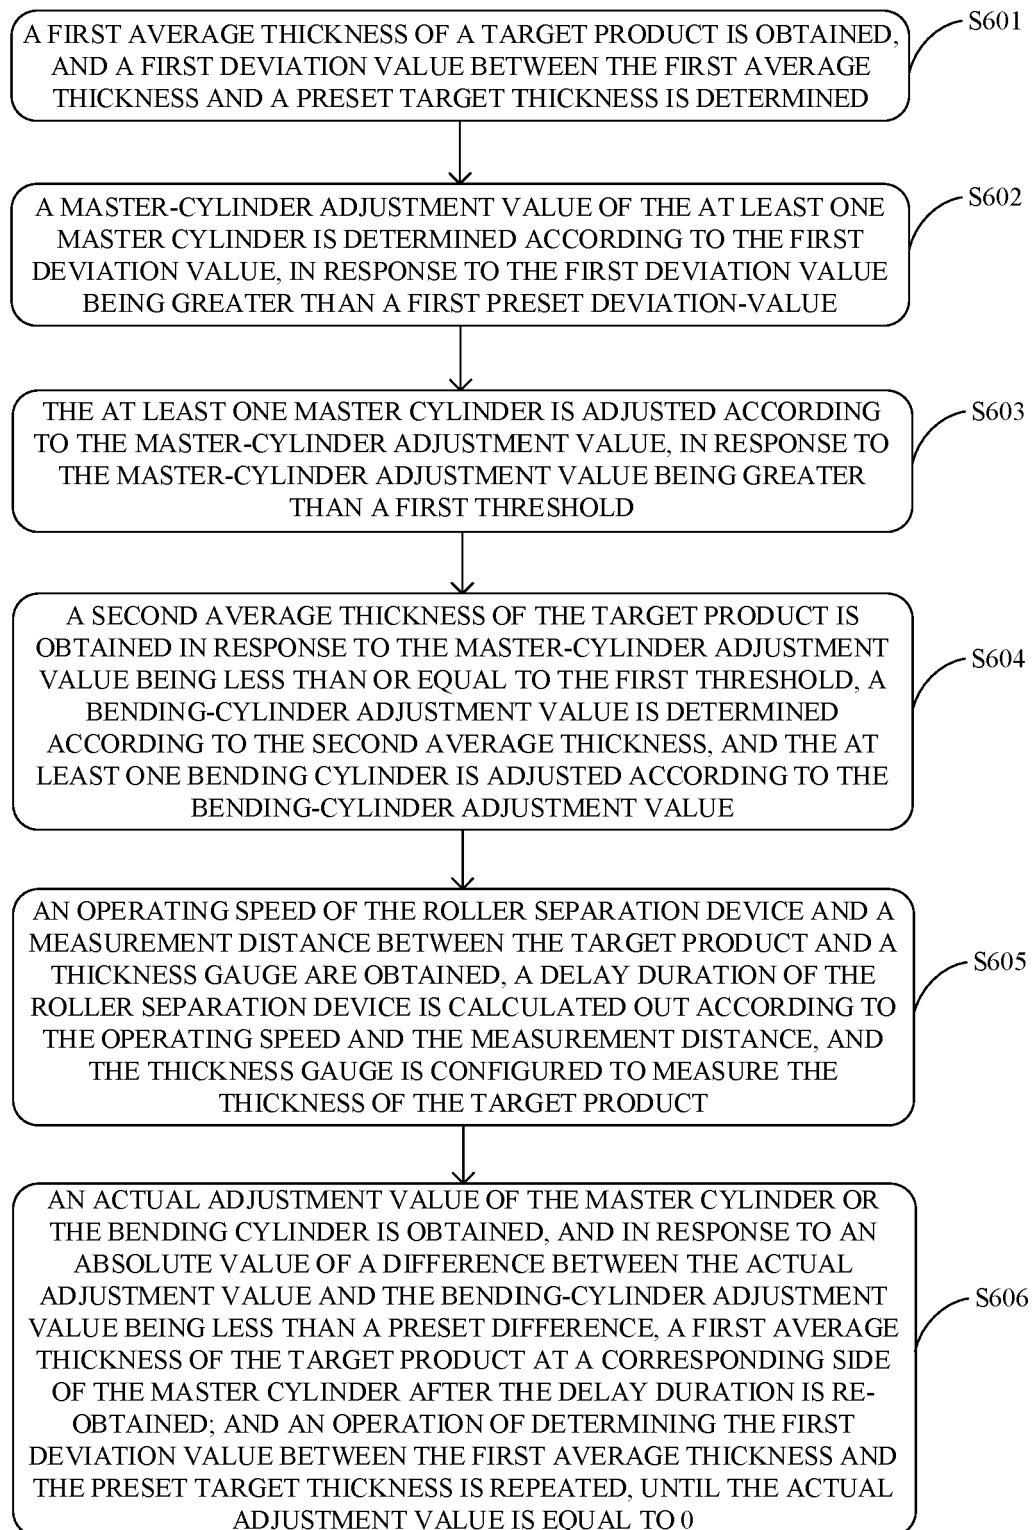 A FIRST AVERAGE THICKNESS OF A TARGET PRODUCT IS OBTAINED,
AND A FIRST DEVIATION VALUE BETWEEN THE FIRST AVERAGE
THICKNESS AND A PRESET TARGET THICKNESS IS DETERMINED
S601
A MASTER-CYLINDER ADJUSTMENT VALUE OF THE AT LEAST ONE
MASTER CYLINDER IS DETERMINED ACCORDING TO THE FIRST
DEVIATION VALUE, IN RESPONSE TO THE FIRST DEVIATION VALUE
BEING GREATER THAN A FIRST PRESET DEVIATION-VALUE
S602
THE AT LEAST ONE MASTER CYLINDER IS ADJUSTED ACCORDING
TO THE MASTER-CYLINDER ADJUSTMENT VALUE, IN RESPONSE TO
THE MASTER-CYLINDER ADJUSTMENT VALUE BEING GREATER
THAN A FIRST THRESHOLD
S603
A SECOND AVERAGE THICKNESS OF THE TARGET PRODUCT IS
OBTAINED IN RESPONSE TO THE MASTER-CYLINDER ADJUSTMENT
VALUE BEING LESS THAN OR EQUAL TO THE FIRST THRESHOLD, A
BENDING-CYLINDER ADJUSTMENT VALUE IS DETERMINED
ACCORDING TO THE SECOND AVERAGE THICKNESS, AND THE AT
LEAST ONE BENDING CYLINDER IS ADJUSTED ACCORDING TO THE
BENDING-CYLINDER ADJUSTMENT VALUE
S604
AN OPERATING SPEED OF THE ROLLER SEPARATION DEVICE AND A
MEASUREMENT DISTANCE BETWEEN THE TARGET PRODUCT AND A
THICKNESS GAUGE ARE OBTAINED, A DELAY DURATION OF THE
ROLLER SEPARATION DEVICE IS CALCULATED OUT ACCORDING TO
THE OPERATING SPEED AND THE MEASUREMENT DISTANCE, AND
THE THICKNESS GAUGE IS CONFIGURED TO MEASURE THE
THICKNESS OF THE TARGET PRODUCT
S605
AN ACTUAL ADJUSTMENT VALUE OF THE MASTER CYLINDER OR
THE BENDING CYLINDER IS OBTAINED, AND IN RESPONSE TO AN
ABSOLUTE VALUE OF A DIFFERENCE BETWEEN THE ACTUAL
ADJUSTMENT VALUE AND THE BENDING-CYLINDER ADJUSTMENT
VALUE BEING LESS THAN A PRESET DIFFERENCE, A FIRST AVERAGE
THICKNESS OF THE TARGET PRODUCT AT A CORRESPONDING SIDE
OF THE MASTER CYLINDER AFTER THE DELAY DURATION IS RE-
OBTAINED; AND AN OPERATION OF DETERMINING THE FIRST
DEVIATION VALUE BETWEEN THE FIRST AVERAGE THICKNESS AND
THE PRESET TARGET THICKNESS IS REPEATED, UNTIL THE ACTUAL
ADJUSTMENT VALUE IS EQUAL TO 0
S606